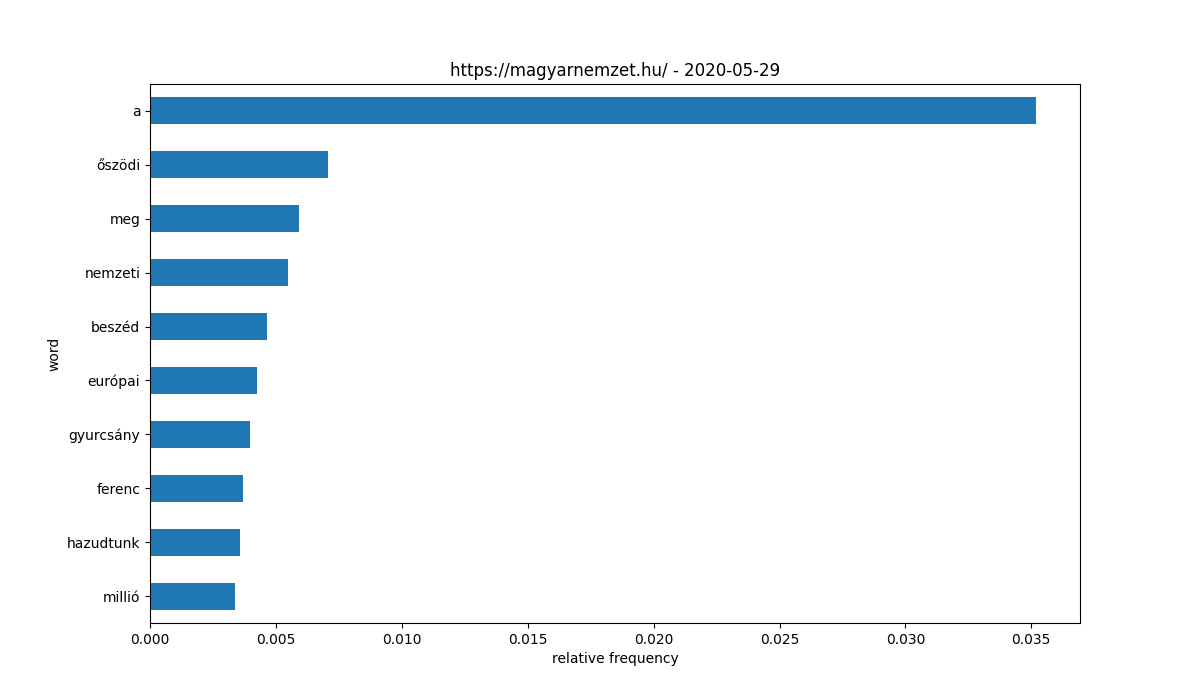 https://magyarnemzet.hu/ - 2020-05-29
a
őszödi
meg
nemzeti
beszéd
európai
gyurcsány
ferenc
hazudtunk
millió
word
0.000 0.005 0.010 0.015 0.020 0.025 0.030 0.035
relative frequency